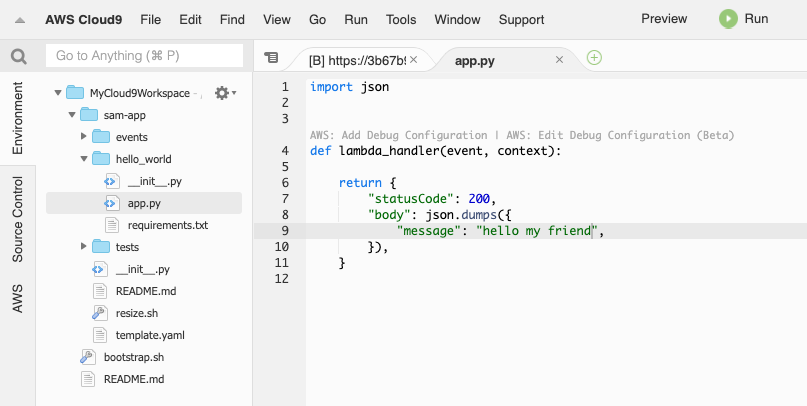 AWS Cloud9 File Edit Find View Go Run Tools Window Support Preview Run
Go to Anything (⌘ P)
[B] https://3b67b
app.py
Environment
Source Control
AWS
MyCloud9Workspace -
sam-app
events
hello_world
__init__.py
app.py
requirements.txt
tests
__init__.py
README.md
resize.sh
template.yaml
bootstrap.sh
README.md
1 import json
2
3
AWS: Add Debug Configuration | AWS: Edit Debug Configuration (Beta)
4 def lambda_handler(event, context):
5
6 return {
7 "statusCode": 200,
8 "body": json.dumps({
9 "message": "hello my friend",
10 }),
11 }
12